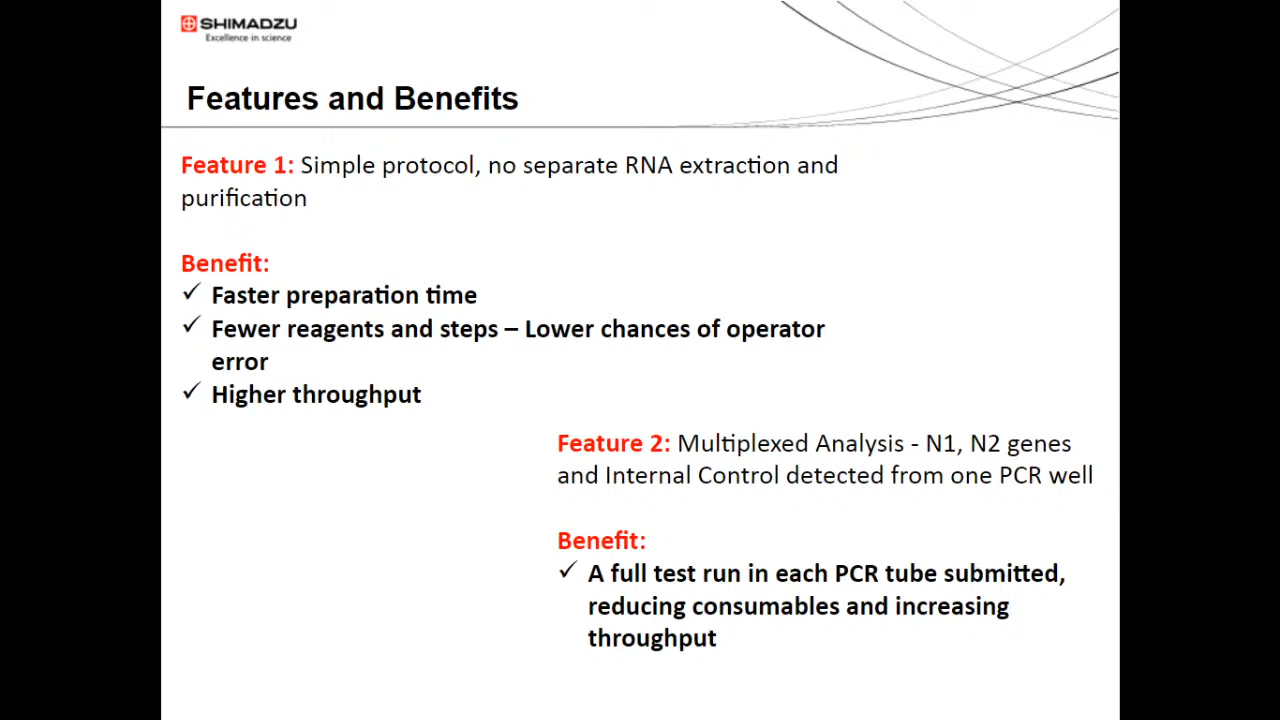 SHIMADZU
Excellence in science
Features and Benefits
Feature 1: Simple protocol, no separate RNA extraction and
purification
Benefit:
✓ Faster preparation time
✓ Fewer reagents and steps – Lower chances of operator
error
✓ Higher throughput
Feature 2: Multiplexed Analysis - N1, N2 genes
and Internal Control detected from one PCR well
Benefit:
✓ A full test run in each PCR tube submitted,
reducing consumables and increasing
throughput